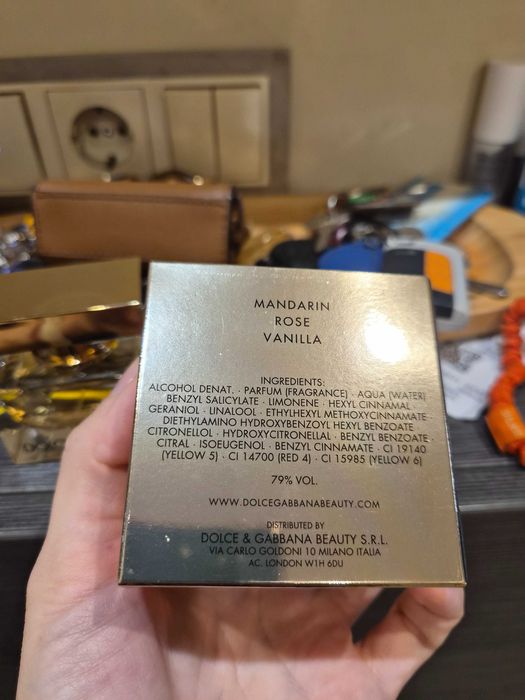 MANDARIN
ROSE
VANILLA
INGREDIENTS:
ALCOHOL DENAT. · PARFUM (FRAGRANCE) · AQUA (WATER)
BENZYL SALICYLATE · LIMONENE · HEXYL CINNAMAL ·
GERANIOL · LINALOOL · ETHYLHEXYL METHOXYCINNAMATE
DIETHYLAMINO HYDROXYBENZOYL HEXYL BENZOATE ·
CITRONELLOL · HYDROXYCITRONELLAL · BENZYL BENZOATE ·
CITRAL · ISOEUGENOL · BENZYL CINNAMATE · CI 19140
(YELLOW 5) · CI 14700 (RED 4) · CI 15985 (YELLOW 6)
79% VOL.
WWW.DOLCEGABBANABEAUTY.COM
DISTRIBUTED BY
DOLCE & GABBANA BEAUTY S.R.L.
VIA CARLO GOLDONI 10 MILANO ITALIA
AC. LONDON W1H 6DU